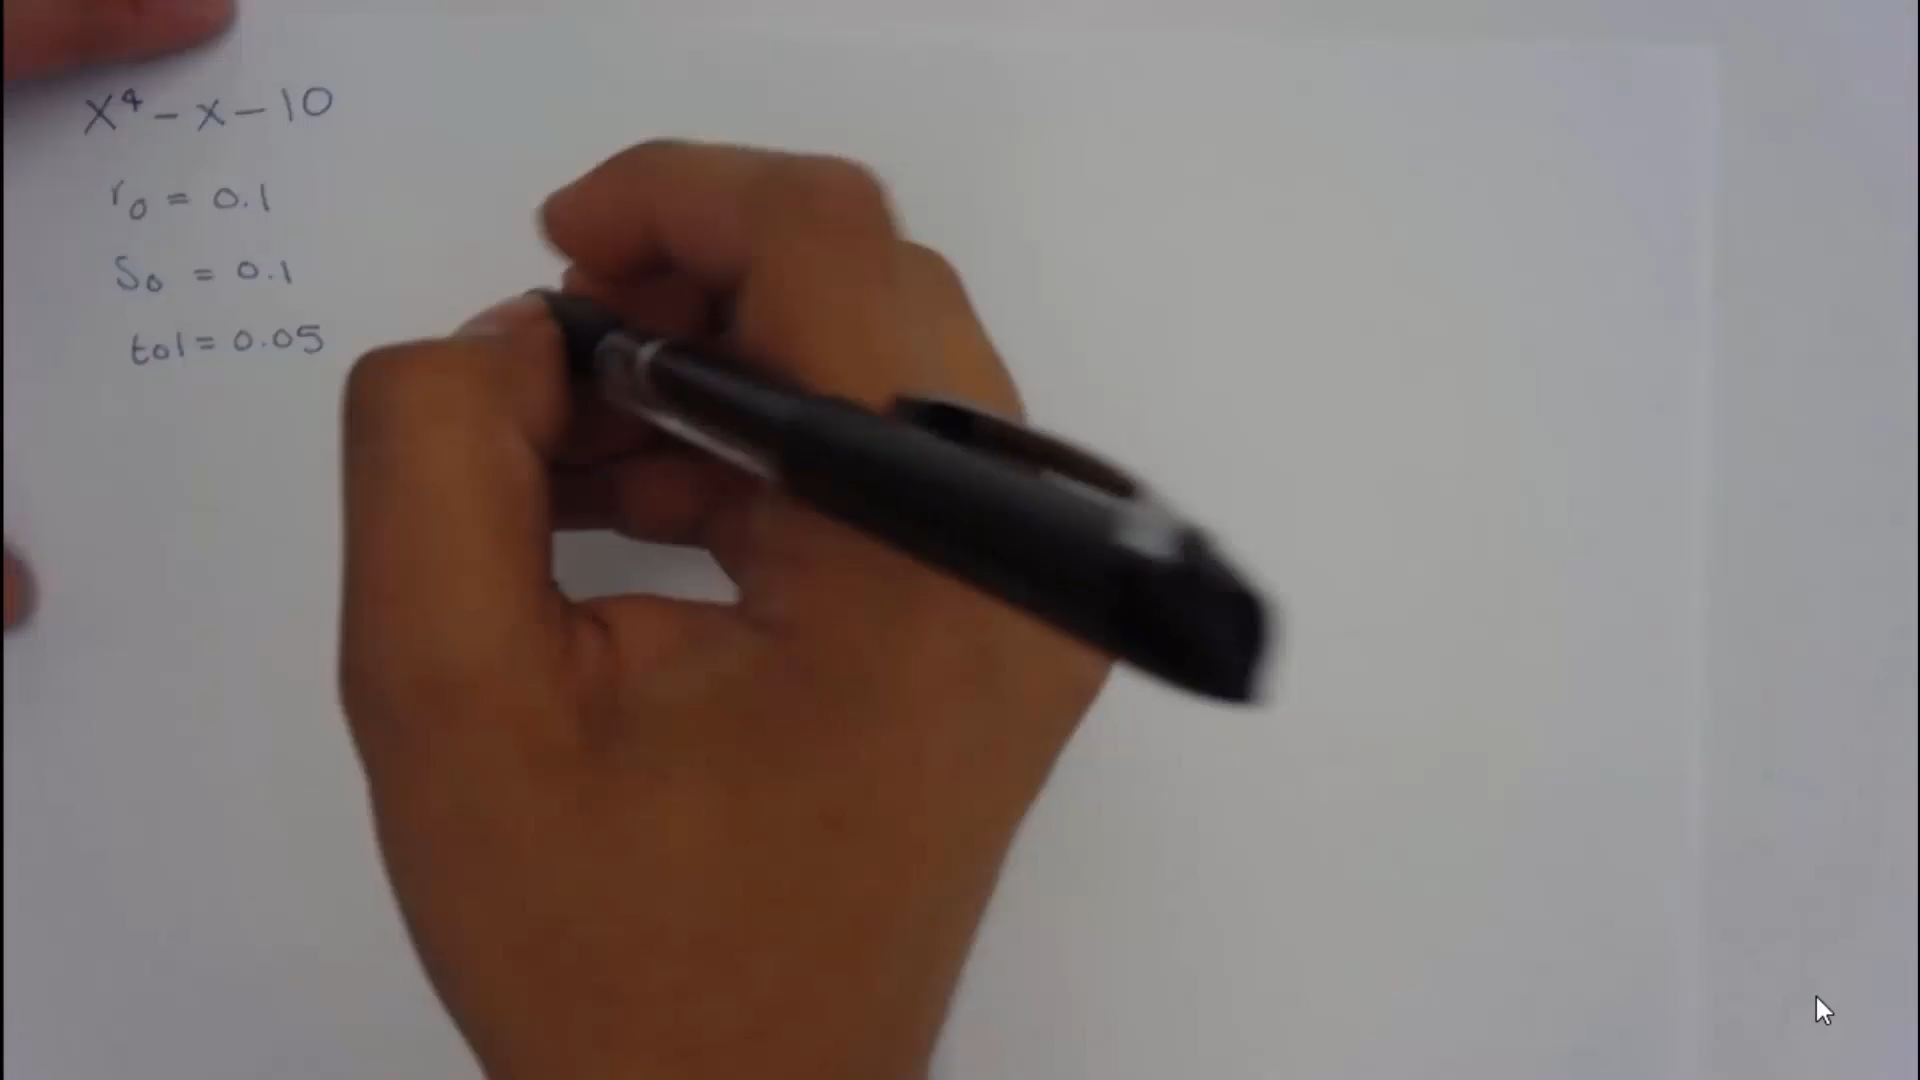 x⁴ - x - 10
r₀ = 0.1
S₀ = 0.1
tol = 0.05